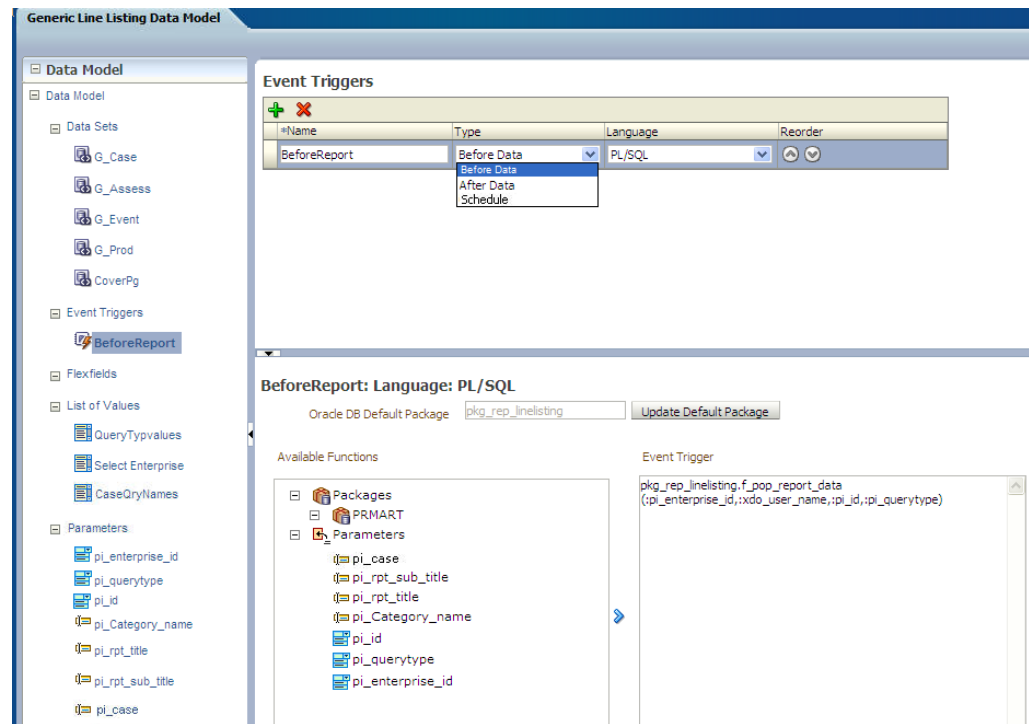 Generic Line Listing Data Model
Data Model
Data Model
Data Sets
G_Case
G_Assess
G_Event
G_Prod
CoverPg
Event Triggers
BeforeReport
Flexfields
List of Values
QueryTypvalues
Select Enterprise
CaseQryNames
Parameters
pi_enterprise_id
pi_querytype
pi_id
pi_Category_name
pi_rpt_title
pi_rpt_sub_title
pi_case
Event Triggers
*Name Type Language Reorder
BeforeReport Before Data PL/SQL
Before Data
After Data
Schedule
BeforeReport: Language: PL/SQL
Oracle DB Default Package pkg_rep_linelisting Update Default Package
Available Functions
Packages
PRMART
Parameters
pi_case
pi_rpt_sub_title
pi_rpt_title
pi_Category_name
pi_id
pi_querytype
pi_enterprise_id
Event Trigger
pkg_rep_linelisting.f_pop_report_data
(:pi_enterprise_id,:xdo_user_name,:pi_id,:pi_querytype)